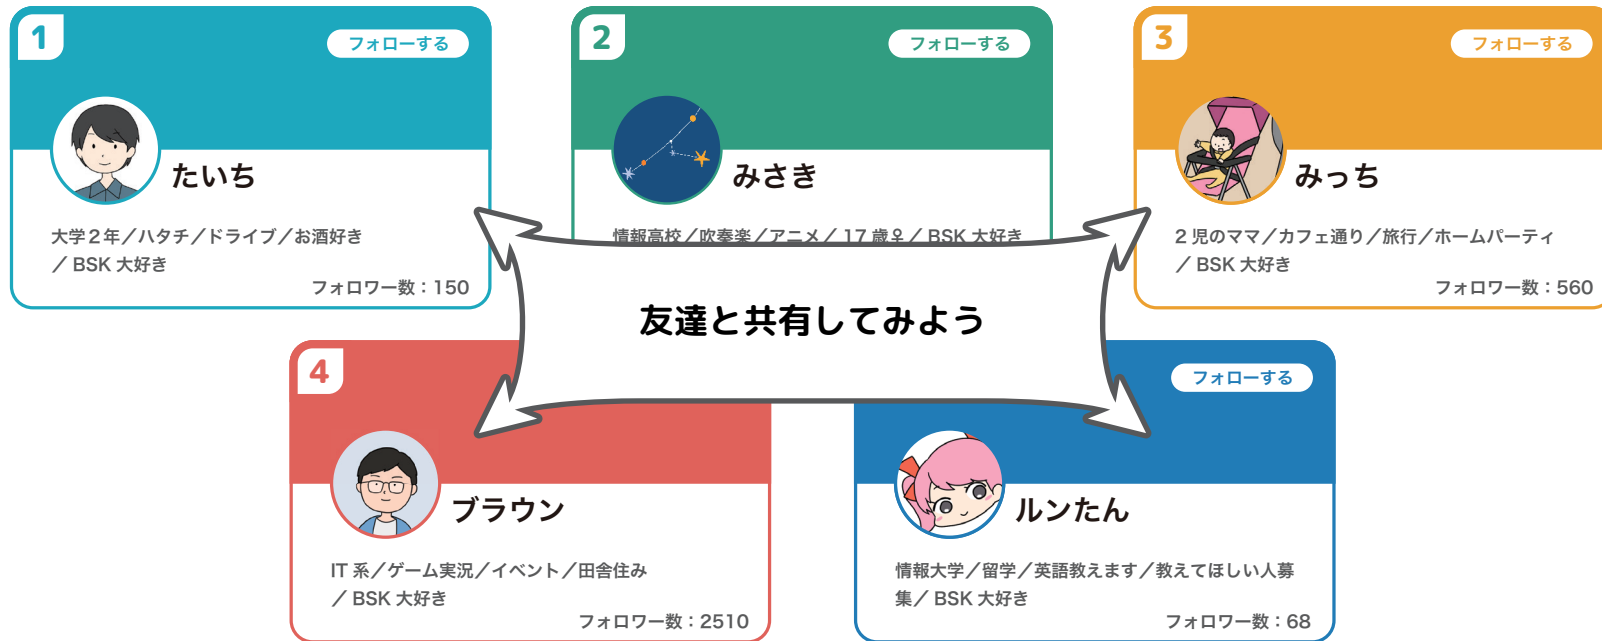 1
フォローする
たいち
大学2年／ハタチ／ドライブ／お酒好き
／BSK 大好き
フォロワー数：150
2
フォローする
みさき
情報高校／吹奏楽／アニメ／17歳♀／BSK 大好き
3
フォローする
みっち
2児のママ／カフェ通り／旅行／ホームパーティ
／BSK 大好き
フォロワー数：560
友達と共有してみよう
4
ブラウン
IT系／ゲーム実況／イベント／田舎住み
／BSK 大好き
フォロワー数：2510
フォローする
ルンたん
情報大学／留学／英語教えます／教えてほしい人募
集／BSK 大好き
フォロワー数：68